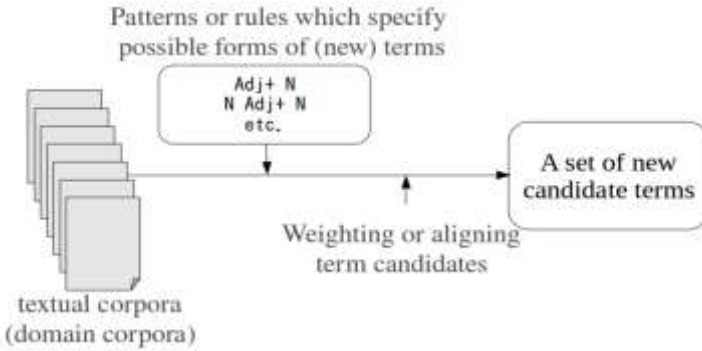 Patterns or rules which specify
possible forms of (new) terms
Adj+ N
N Adj+ N
etc.
A set of new
candidate terms
Weighting or aligning
term candidates
textual corpora
(domain corpora)